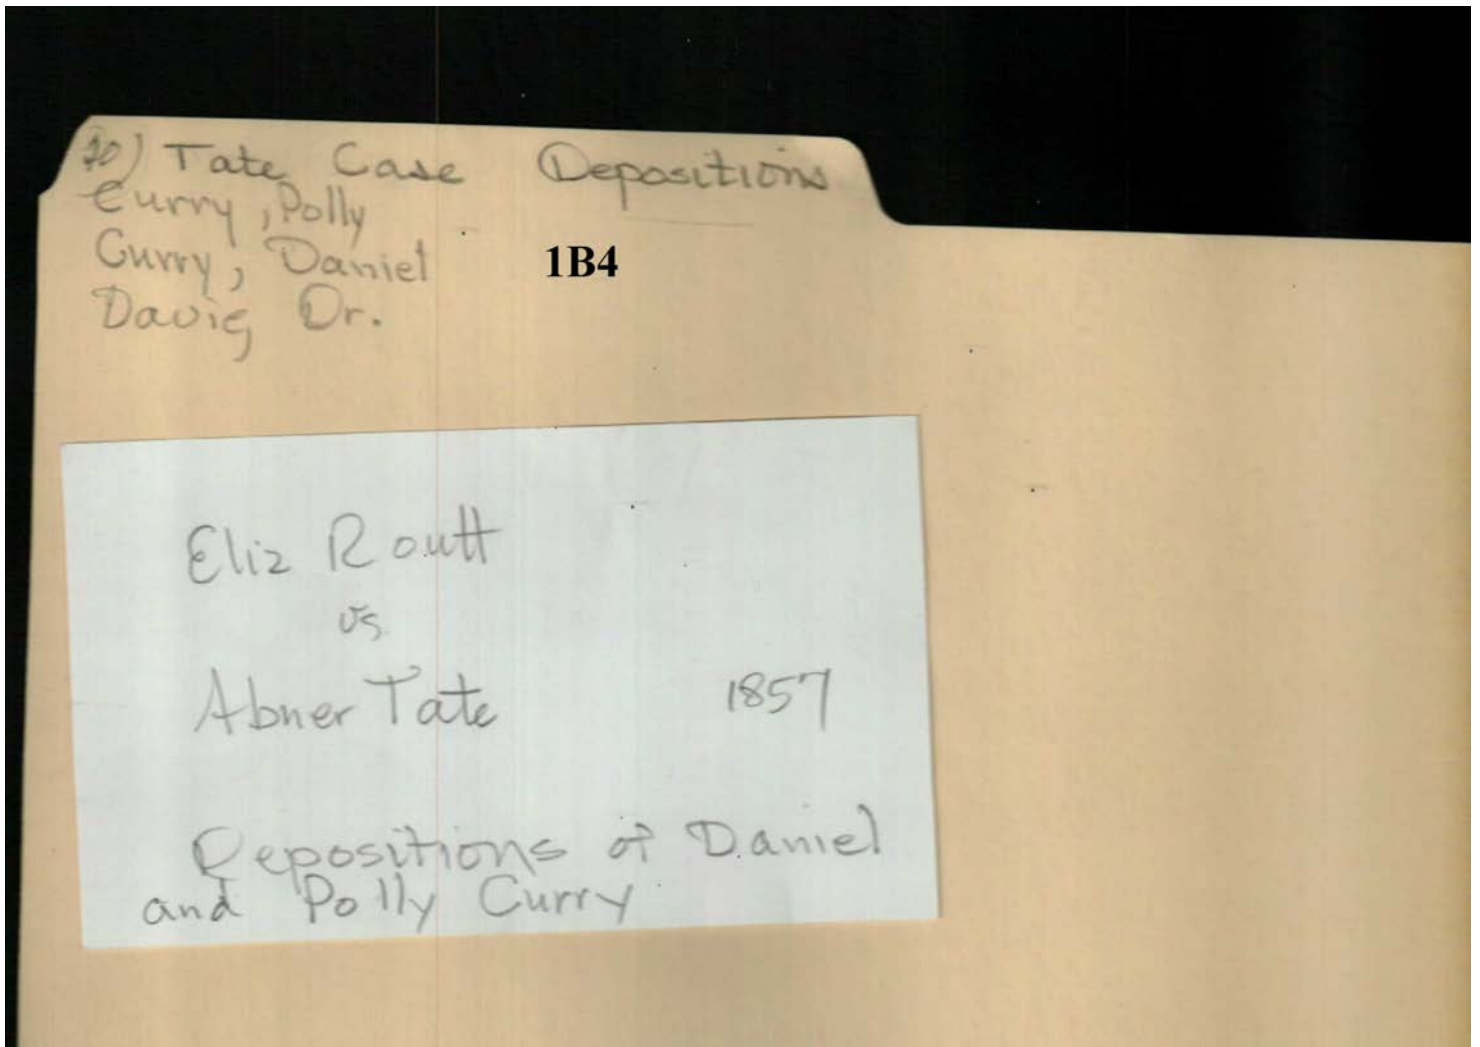 20) Tate Case Depositions
Curry, Polly
Curry, Daniel 1B4
Davis, Dr.
Eliz Routt
vs
Abner Tate 1857
Depositions of Daniel
and Polly Curry